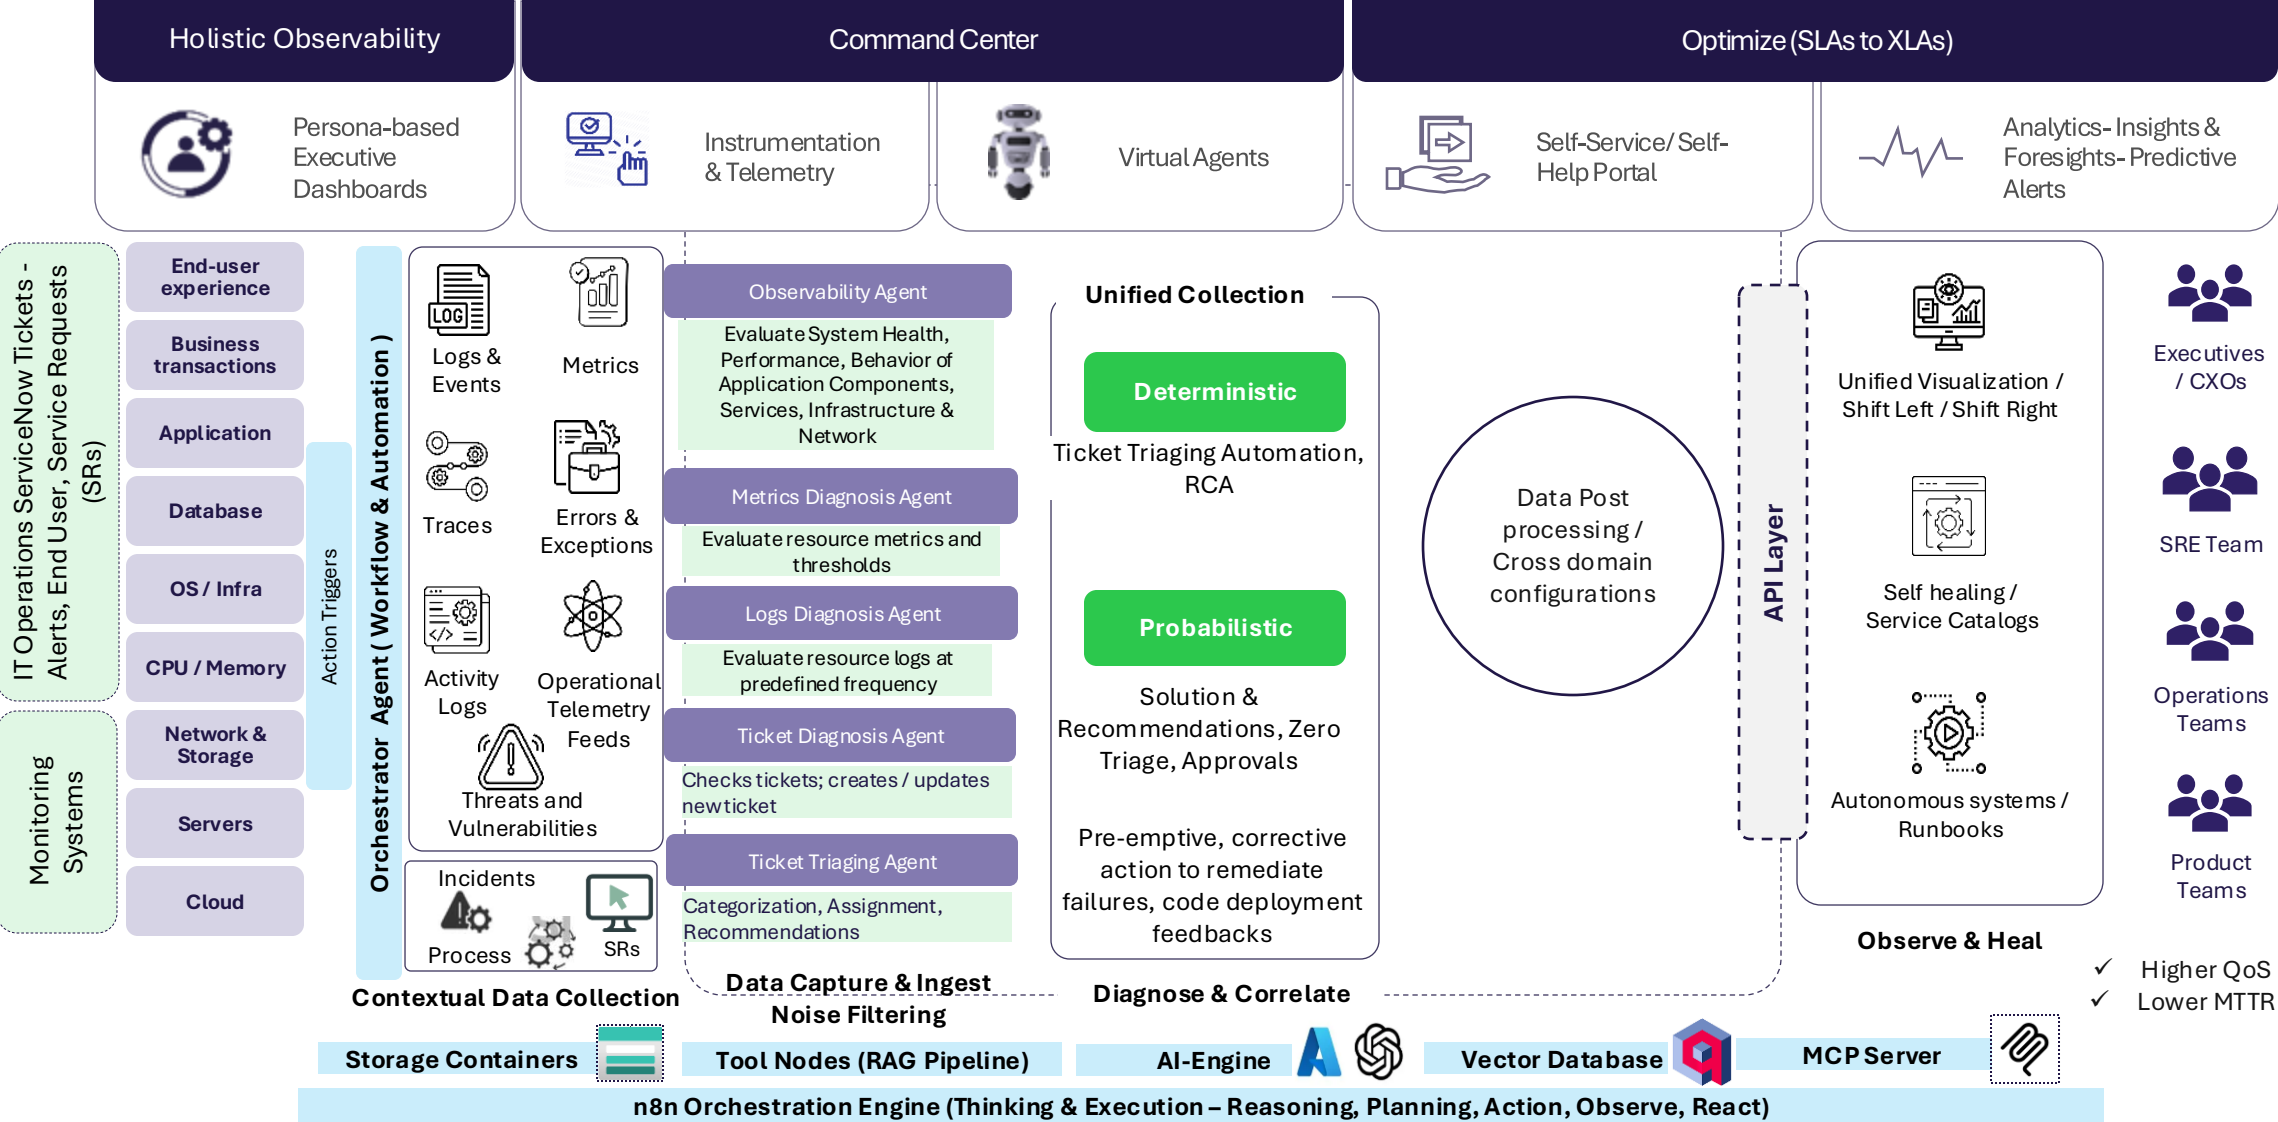 Holistic Observability
Command Center
Optimize (SLAs to XLAs)
Persona-based
Executive
Dashboards
Instrumentation
& Telemetry
Virtual Agents
Self-Service/ Self-
Help Portal
Analytics- Insights &
Foresights- Predictive
Alerts
IT Operations ServiceNow Tickets -
Alerts, End User, Service Requests
(SRs)
Monitoring
Systems
End-user
experience
Business
transactions
Application
Database
OS / Infra
CPU / Memory
Network &
Storage
Servers
Cloud
Action Triggers
Orchestrator Agent ( Workflow & Automation )
LOG
Logs &
Events
Metrics
Traces
Errors &
Exceptions
Activity
Logs
Operational
Telemetry
Feeds
Threats and
Vulnerabilities
Incidents
Process
SRs
Contextual Data Collection
Observability Agent
Evaluate System Health,
Performance, Behavior of
Application Components,
Services, Infrastructure &
Network
Metrics Diagnosis Agent
Evaluate resource metrics and
thresholds
Logs Diagnosis Agent
Evaluate resource logs at
predefined frequency
Ticket Diagnosis Agent
Checks tickets; creates / updates
new ticket
Ticket Triaging Agent
Categorization, Assignment,
Recommendations
Data Capture & Ingest
Noise Filtering
Unified Collection
Deterministic
Ticket Triaging Automation,
RCA
Probabilistic
Solution &
Recommendations, Zero
Triage, Approvals
Pre-emptive, corrective
action to remediate
failures, code deployment
feedbacks
Diagnose & Correlate
Data Post
processing /
Cross domain
configurations
API Layer
Unified Visualization /
Shift Left / Shift Right
Self healing /
Service Catalogs
Autonomous systems /
Runbooks
Observe & Heal
Executives
/ CXOs
SRE Team
Operations
Teams
Product
Teams
✓ Higher QoS
✓ Lower MTTR
Storage Containers
Tool Nodes (RAG Pipeline)
AI-Engine
Vector Database
MCP Server
n8n Orchestration Engine (Thinking & Execution – Reasoning, Planning, Action, Observe, React)